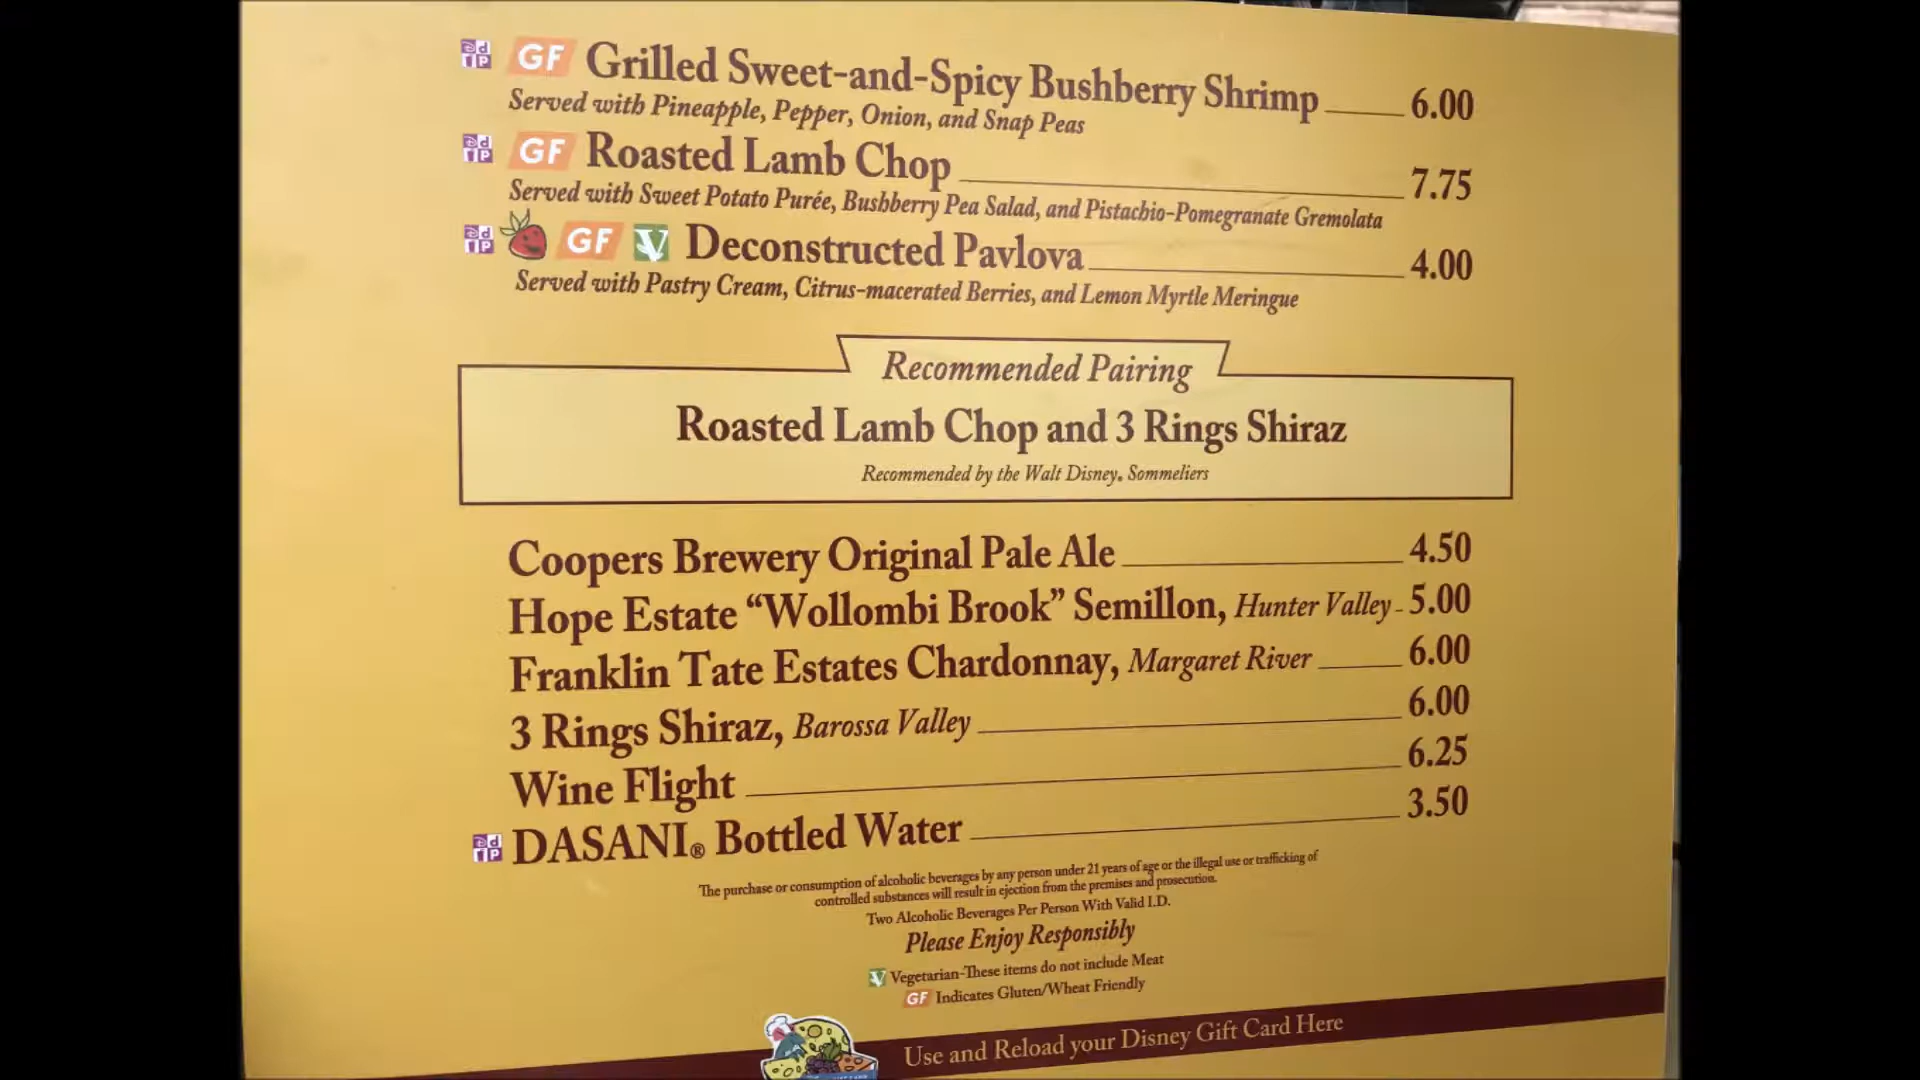 GF Grilled Sweet-and-Spicy Bushberry Shrimp 6.00
Served with Pineapple, Pepper, Onion, and Snap Peas
GF Roasted Lamb Chop 7.75
Served with Sweet Potato Purée, Bushberry Pea Salad, and Pistachio-Pomegranate Gremolata
GF V Deconstructed Pavlova 4.00
Served with Pastry Cream, Citrus-macerated Berries, and Lemon Myrtle Meringue
Recommended Pairing
Roasted Lamb Chop and 3 Rings Shiraz
Recommended by the Walt Disney® Sommeliers
Coopers Brewery Original Pale Ale 4.50
Hope Estate “Wollombi Brook” Semillon, Hunter Valley 5.00
Franklin Tate Estates Chardonnay, Margaret River 6.00
3 Rings Shiraz, Barossa Valley 6.00
Wine Flight 6.25
DASANI® Bottled Water 3.50
The purchase or consumption of alcoholic beverages by any person under 21 years of age or the illegal use or trafficking of
controlled substances will result in ejection from the premises and prosecution.
Two Alcoholic Beverages Per Person With Valid I.D.
Please Enjoy Responsibly
V Vegetarian-These items do not include Meat
GF Indicates Gluten/Wheat Friendly
Use and Reload your Disney Gift Card Here